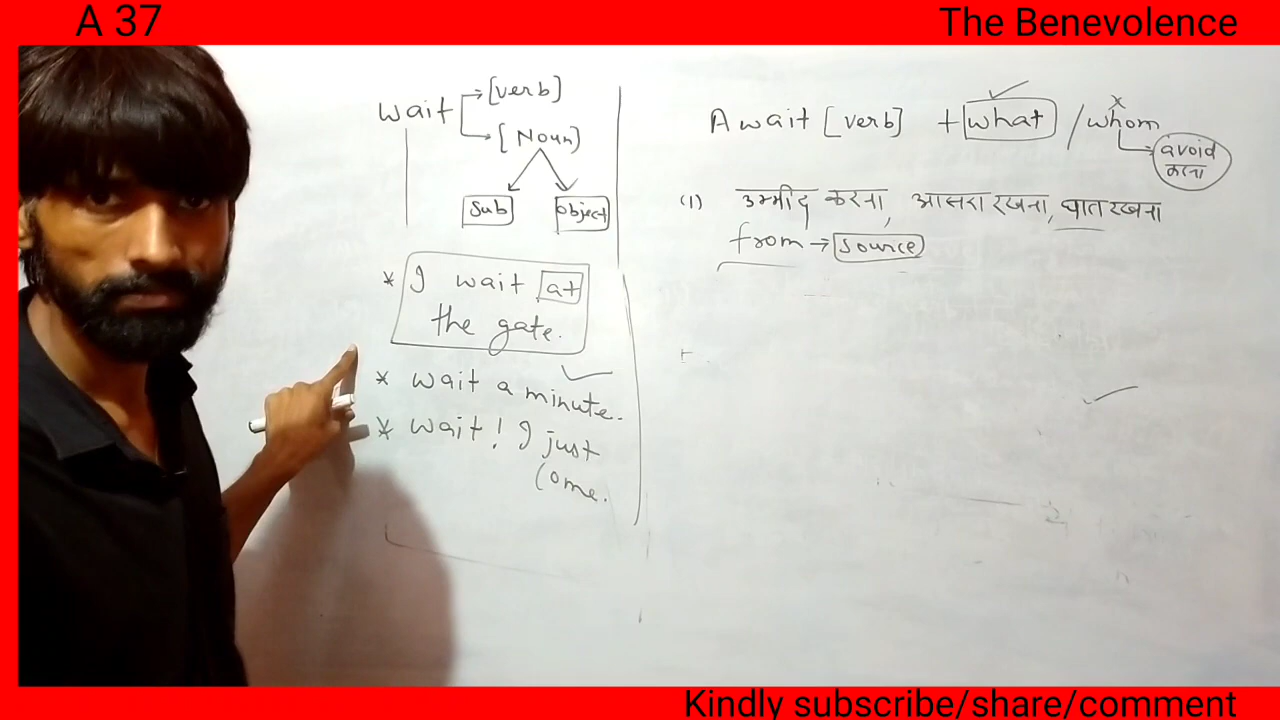 A 37
The Benevolence
wait [verb]
[Noun]
Sub object
* I wait at
the gate.
* wait a minute.
* wait! I just
come.
Await [verb] + what / whom
x
avoid
करना
(1) उम्मीद करना, आसरा रखना, घात रखना
from → source
Kindly subscribe/share/comment